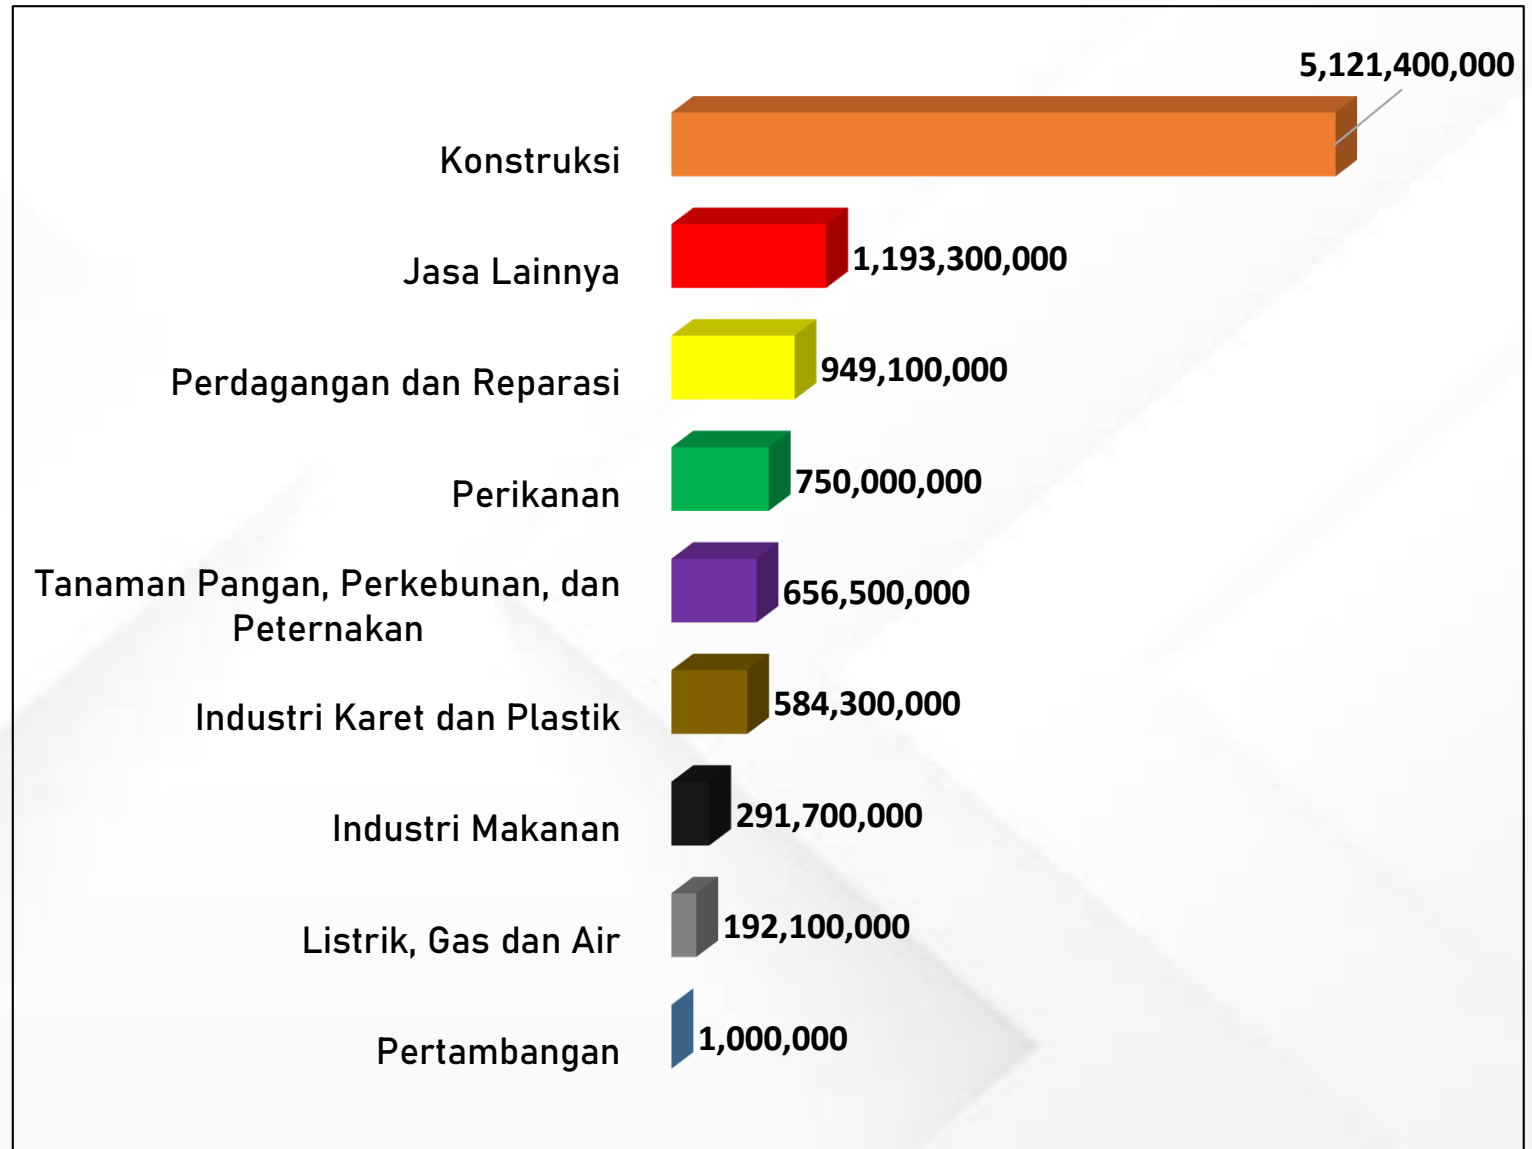 5,121,400,000
Konstruksi
Jasa Lainnya
1,193,300,000
Perdagangan dan Reparasi
949,100,000
Perikanan
750,000,000
Tanaman Pangan, Perkebunan, dan
Peternakan
656,500,000
Industri Karet dan Plastik
584,300,000
Industri Makanan
291,700,000
Listrik, Gas dan Air
192,100,000
Pertambangan
1,000,000